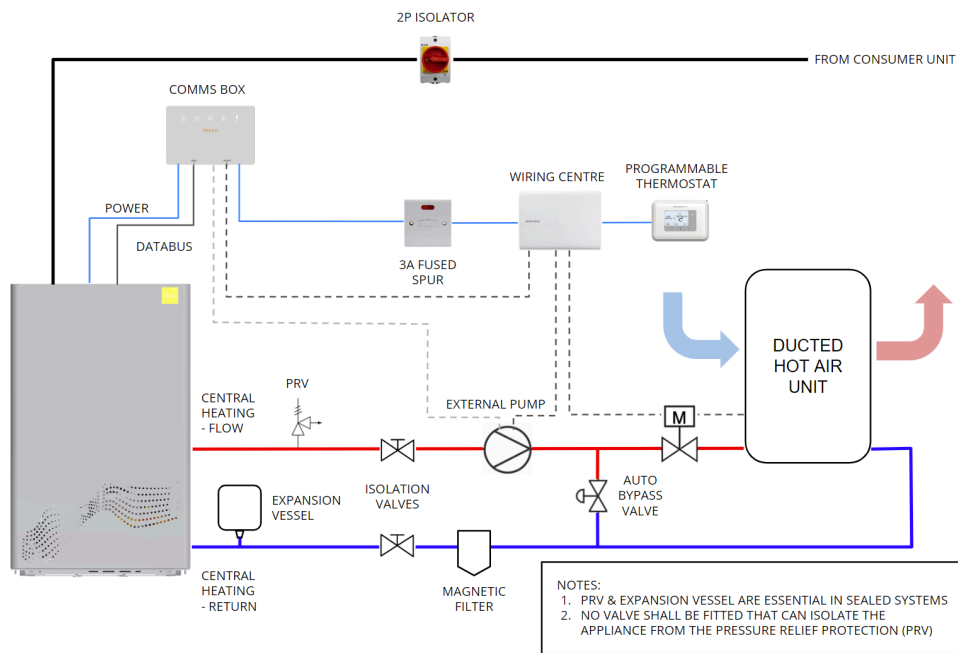 2P ISOLATOR
FROM CONSUMER UNIT
COMMS BOX
WIRING CENTRE
PROGRAMMABLE
THERMOSTAT
POWER
DATABUS
3A FUSED
SPUR
DUCTED
HOT AIR
UNIT
PRV
CENTRAL
HEATING
- FLOW
EXTERNAL PUMP
M
ISOLATION
VALVES
AUTO
BYPASS
VALVE
EXPANSION
VESSEL
CENTRAL
HEATING
- RETURN
MAGNETIC
FILTER
NOTES:
1. PRV & EXPANSION VESSEL ARE ESSENTIAL IN SEALED SYSTEMS
2. NO VALVE SHALL BE FITTED THAT CAN ISOLATE THE
APPLIANCE FROM THE PRESSURE RELIEF PROTECTION (PRV)